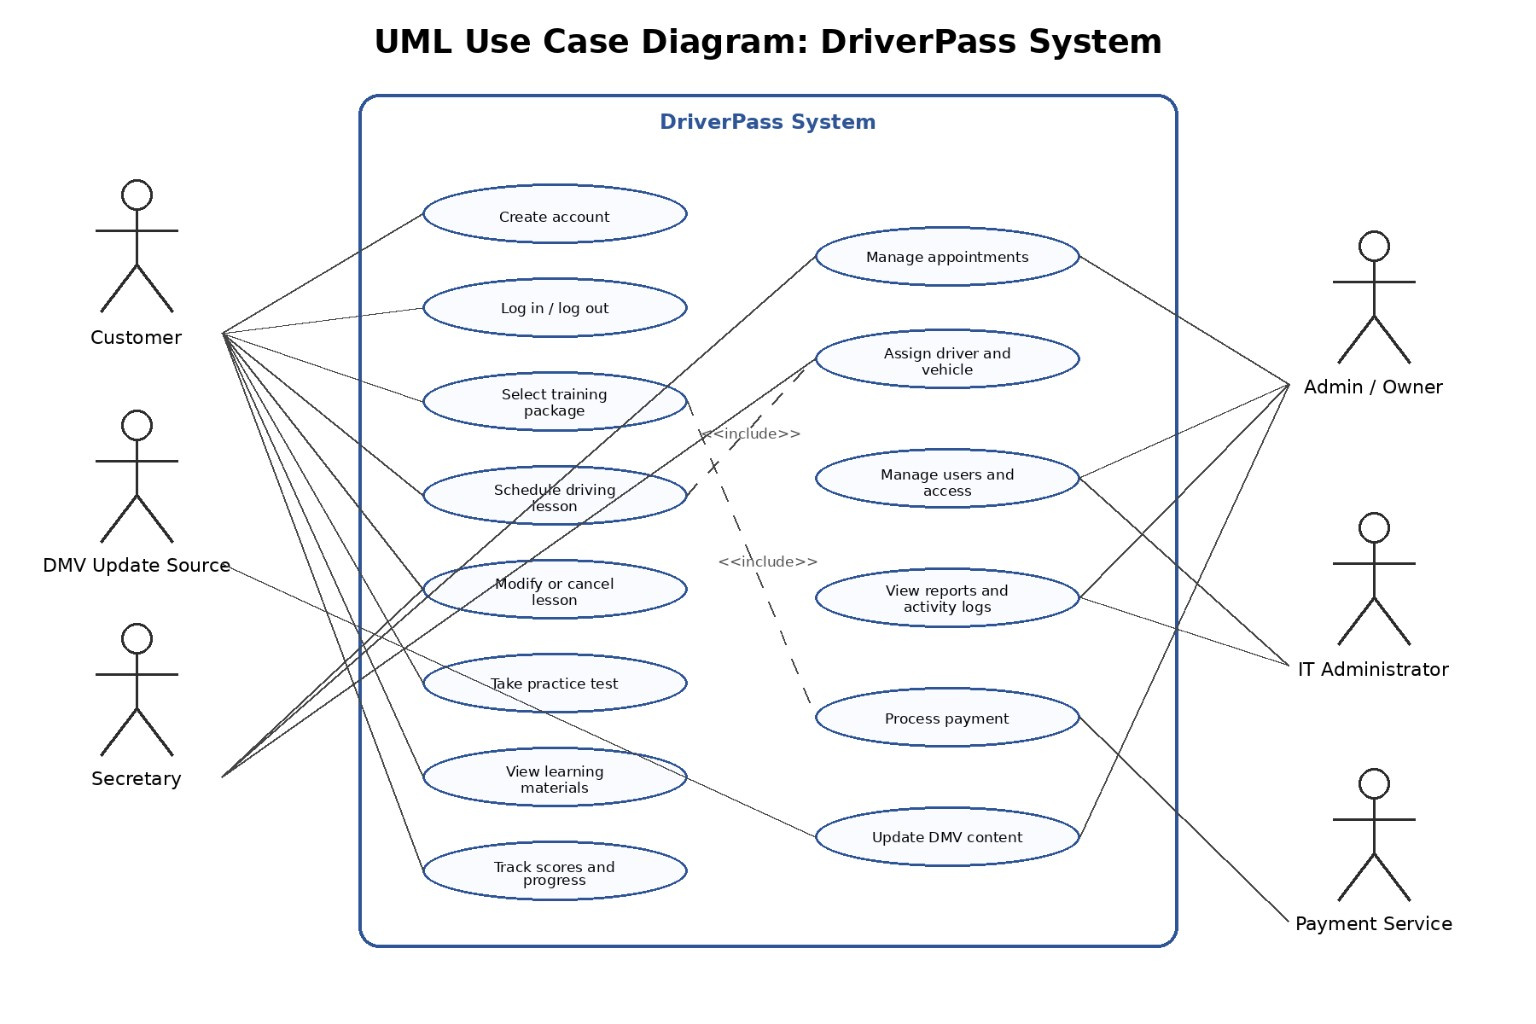 UML Use Case Diagram: DriverPass System
DriverPass System
Customer
DMV Update Source
Secretary
Create account
Log in / log out
Select training
package
Schedule driving
lesson
Modify or cancel
lesson
Take practice test
View learning
materials
Track scores and
progress
<<include>>
<<include>>
Manage appointments
Assign driver and
vehicle
Manage users and
access
View reports and
activity logs
Process payment
Update DMV content
Admin / Owner
IT Administrator
Payment Service